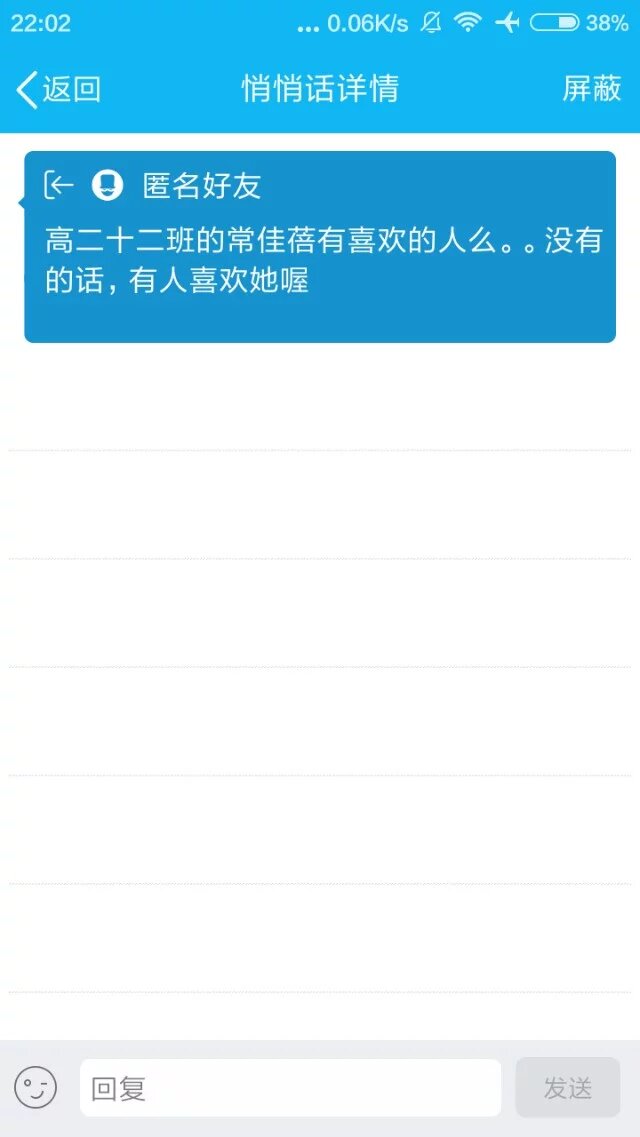 22:02 ... 0.06K/s 38%
返回 悄悄话详情 屏蔽
匿名好友
高二十二班的常佳蓓有喜欢的人么。。没有
的话，有人喜欢她喔
回复 发送